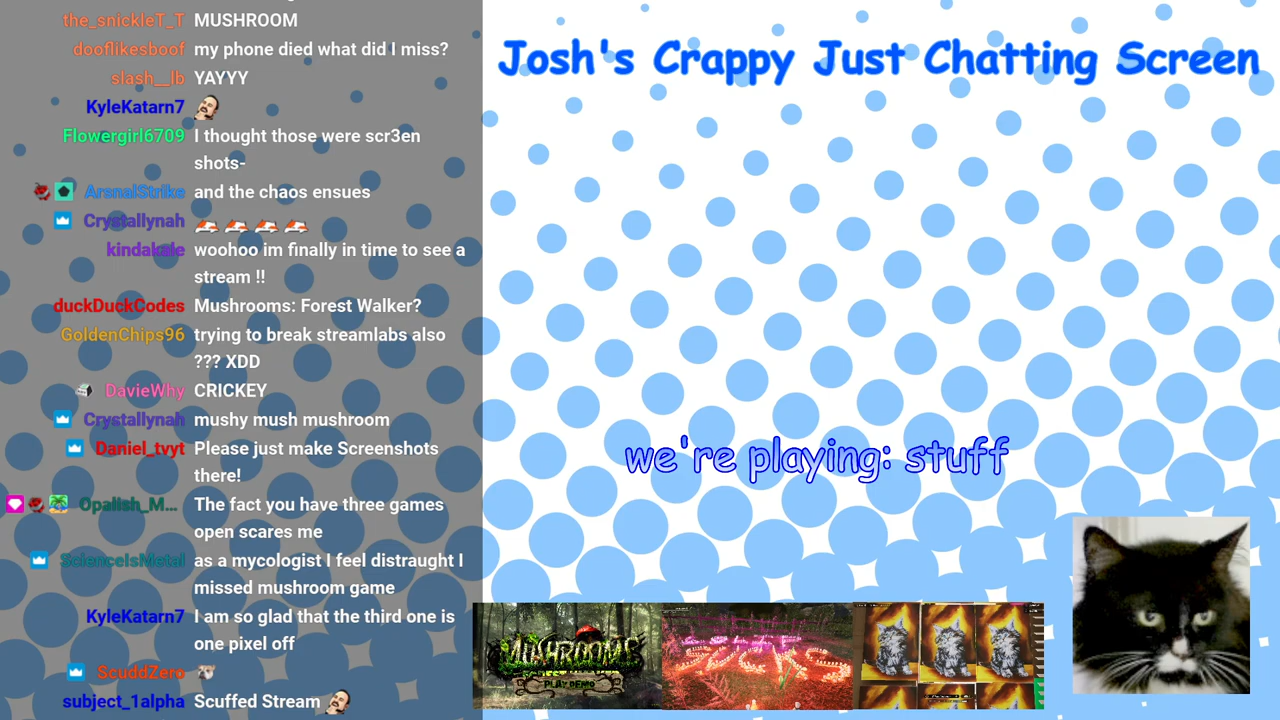 the_snickleT_T MUSHROOM
dooflikesboof my phone died what did I miss?
slash__lb YAYYY
KyleKatarn7
Flowergirl6709 I thought those were scr3en
shots-
ArsnalStrike and the chaos ensues
Crystallynah
kindakale woohoo im finally in time to see a
stream !!
duckDuckCodes Mushrooms: Forest Walker?
GoldenChips96 trying to break streamlabs also
??? XDD
DavieWhy CRICKEY
Crystallynah mushy mush mushroom
Daniel_tvyt Please just make Screenshots
there!
Opalish_M... The fact you have three games
open scares me
ScienceIsMetal as a mycologist I feel distraught I
missed mushroom game
KyleKatarn7 I am so glad that the third one is
one pixel off
ScuddZero
subject_1alpha Scuffed Stream
Josh's Crappy Just Chatting Screen
we're playing: stuff
MUSHROOMS
PLAY DEMO